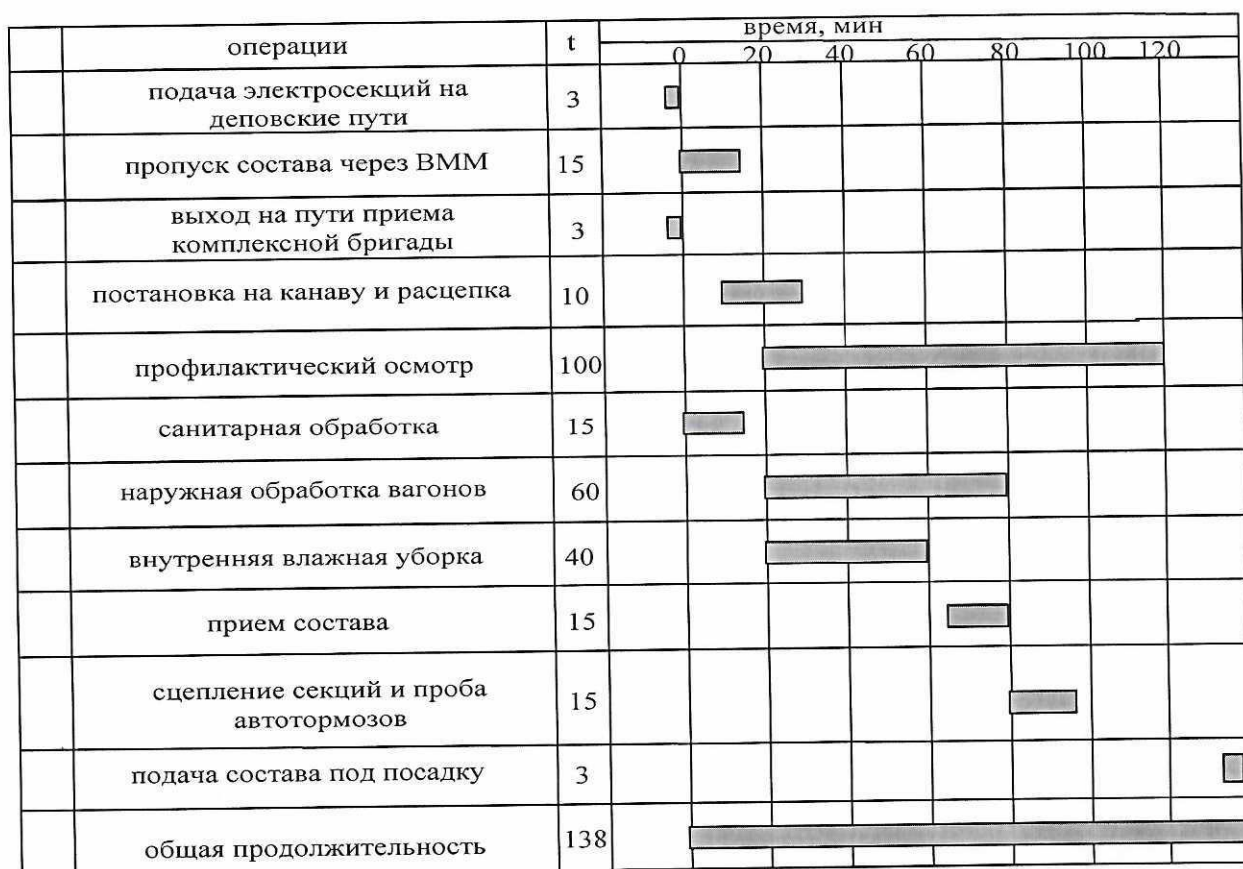 время, мин
операции t 0 20 40 60 80 100 120
подача электросекций на
деповские пути 3
пропуск состава через ВММ 15
выход на пути приема
комплексной бригады 3
постановка на канаву и расцепка 10
профилактический осмотр 100
санитарная обработка 15
наружная обработка вагонов 60
внутренняя влажная уборка 40
прием состава 15
сцепление секций и проба
автотормозов 15
подача состава под посадку 3
общая продолжительность 138